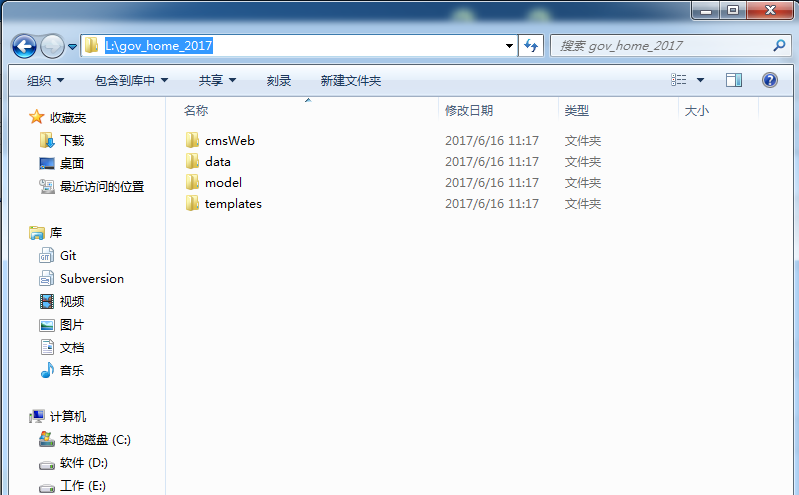 L:\gov_home_2017
搜索 gov_home_2017
组织 包含到库中 共享 刻录 新建文件夹
名称 修改日期 类型 大小
收藏夹
下载
桌面
最近访问的位置
库
Git
Subversion
视频
图片
文档
音乐
计算机
本地磁盘 (C:)
软件 (D:)
工作 (E:)
cmsWeb 2017/6/16 11:17 文件夹
data 2017/6/16 11:17 文件夹
model 2017/6/16 11:17 文件夹
templates 2017/6/16 11:17 文件夹